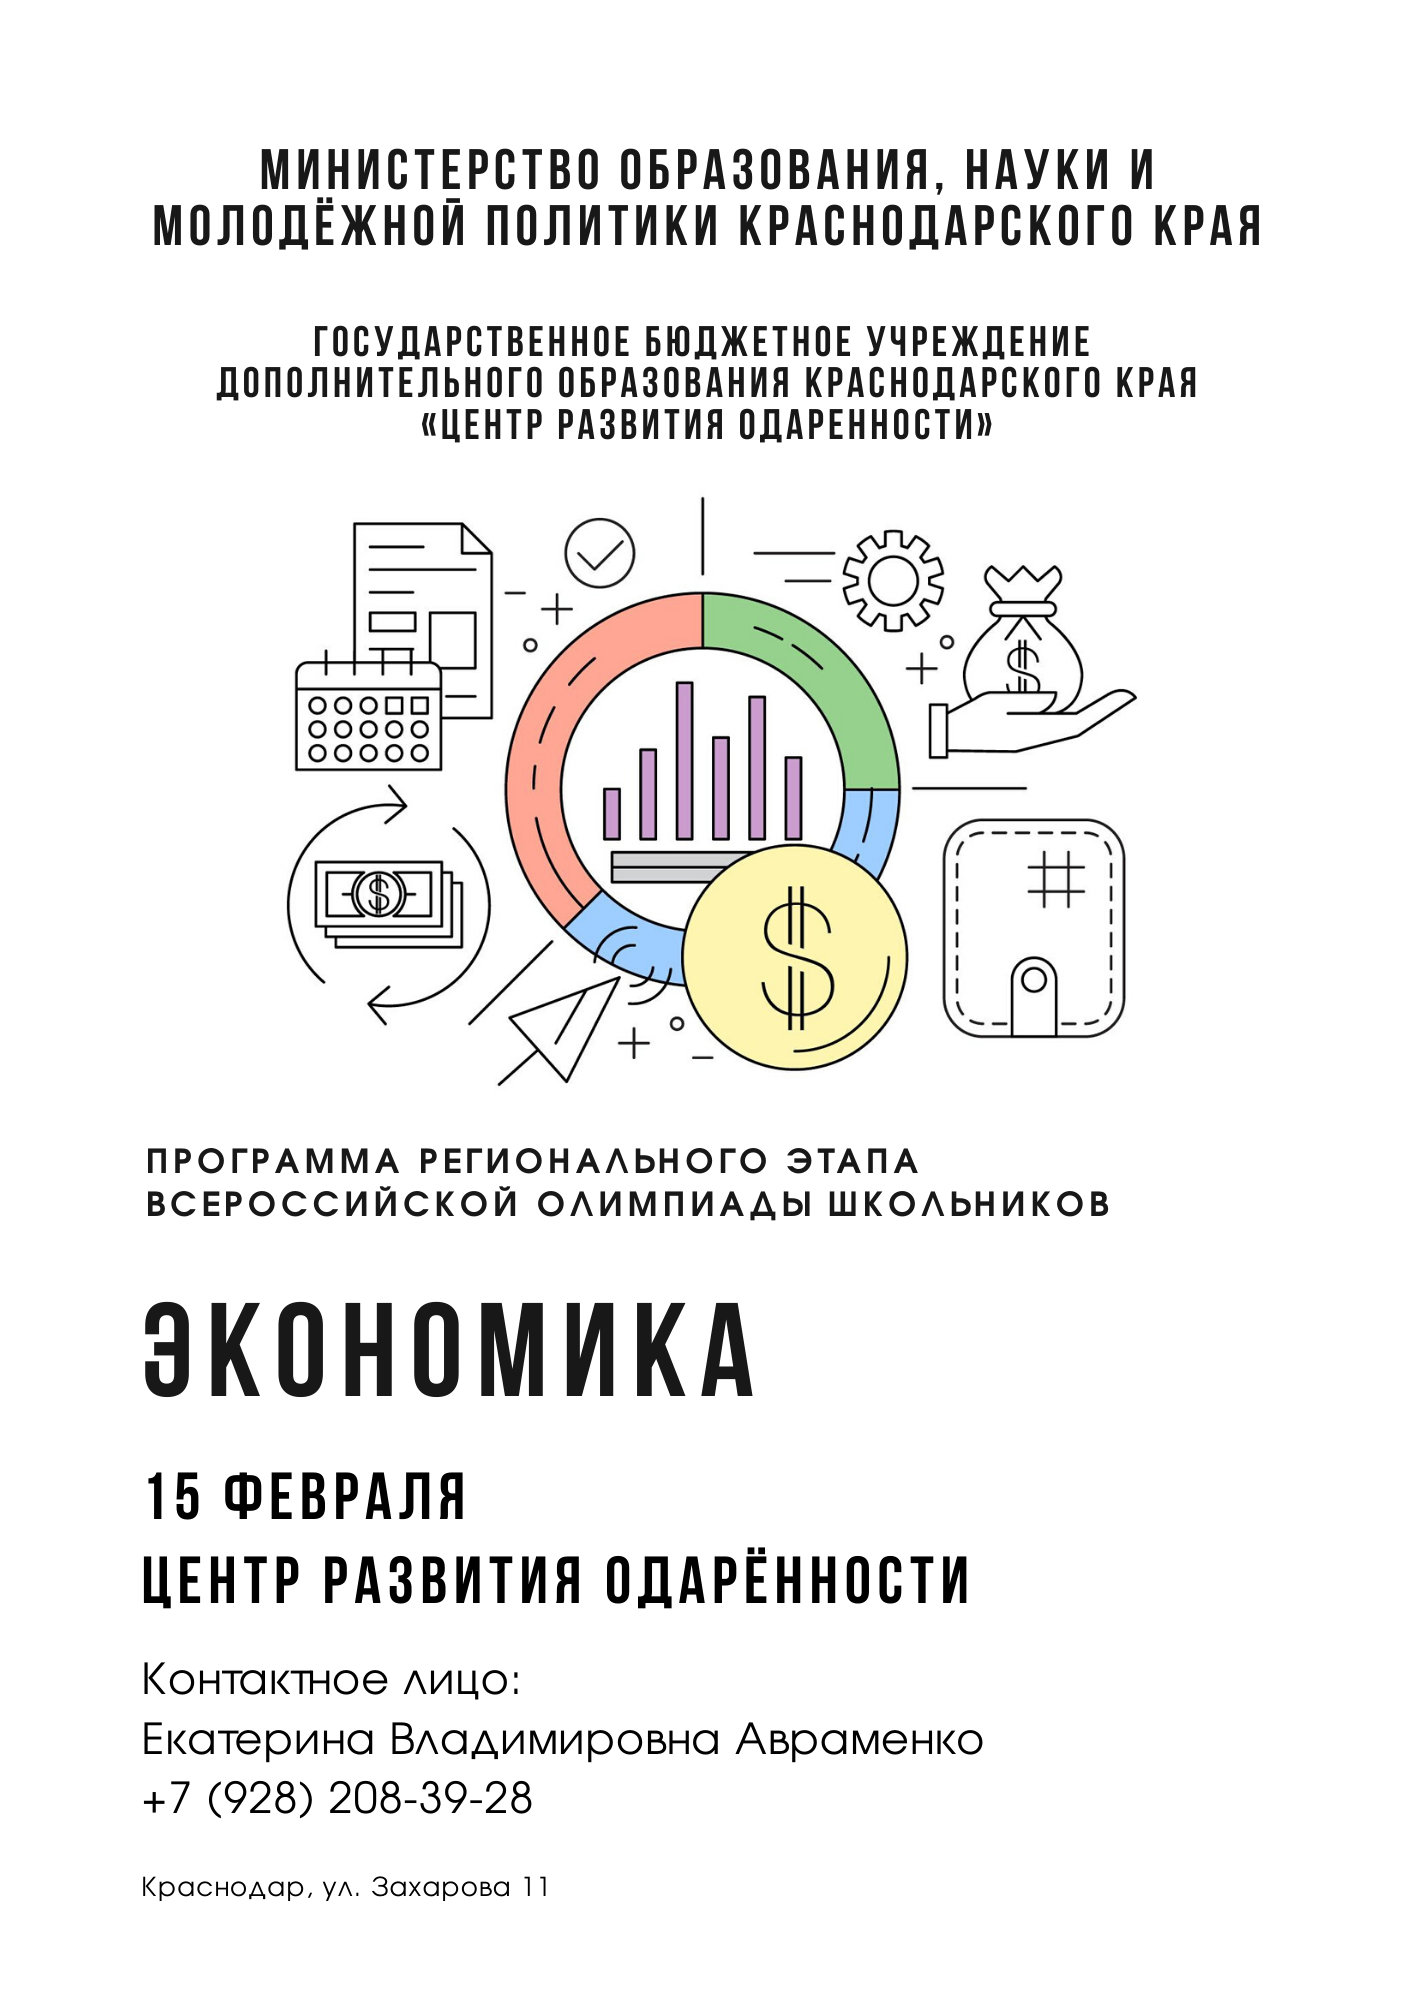 МИНИСТЕРСТВО ОБРАЗОВАНИЯ, НАУКИ И
МОЛОДЁЖНОЙ ПОЛИТИКИ КРАСНОДАРСКОГО КРАЯ
ГОСУДАРСТВЕННОЕ БЮДЖЕТНОЕ УЧРЕЖДЕНИЕ
ДОПОЛНИТЕЛЬНОГО ОБРАЗОВАНИЯ КРАСНОДАРСКОГО КРАЯ
«ЦЕНТР РАЗВИТИЯ ОДАРЕННОСТИ»
$
$
$
ПРОГРАММА РЕГИОНАЛЬНОГО ЭТАПА
ВСЕРОССИЙСКОЙ ОЛИМПИАДЫ ШКОЛЬНИКОВ
ЭКОНОМИКА
15 ФЕВРАЛЯ
ЦЕНТР РАЗВИТИЯ ОДАРЁННОСТИ
Контактное лицо:
Екатерина Владимировна Авраменко
+7 (928) 208-39-28
Краснодар, ул. Захарова 11